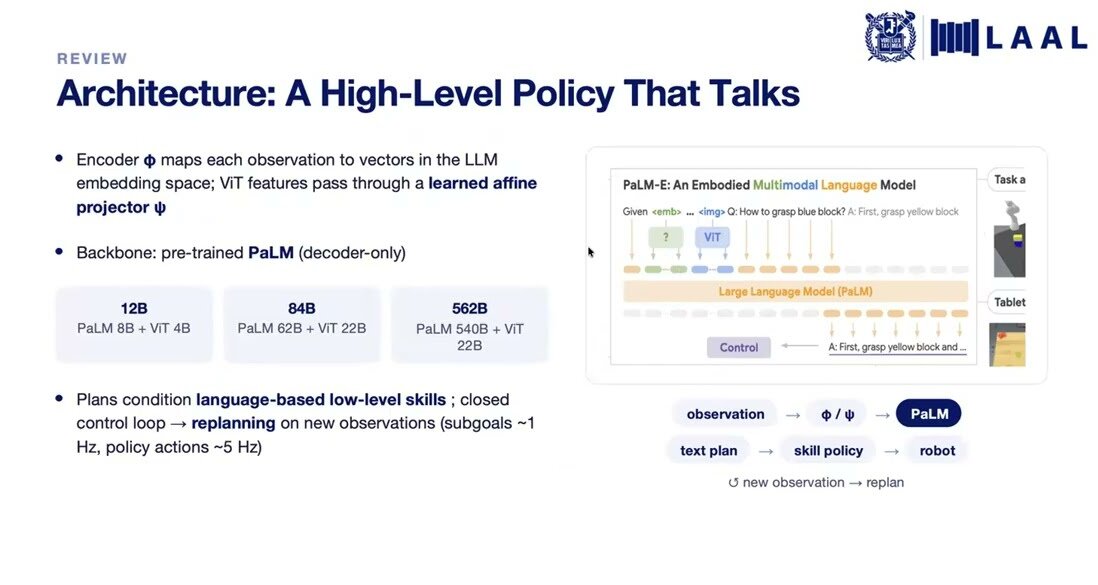 LAAL
REVIEW
Architecture: A High-Level Policy That Talks
• Encoder ϕ maps each observation to vectors in the LLM
embedding space; ViT features pass through a learned affine
projector ψ
• Backbone: pre-trained PaLM (decoder-only)
12B
PaLM 8B + ViT 4B
84B
PaLM 62B + ViT 22B
562B
PaLM 540B + ViT
22B
• Plans condition language-based low-level skills ; closed
control loop → replanning on new observations (subgoals ~1
Hz, policy actions ~5 Hz)
PaLM-E: An Embodied Multimodal Language Model
Given <emb> ... <img> Q: How to grasp blue block? A: First, grasp yellow block
?
ViT
Large Language Model (PaLM)
Control
A: First, grasp yellow block and ...
Task a
Tablet
observation → ϕ / ψ → PaLM
text plan → skill policy → robot
↺ new observation → replan